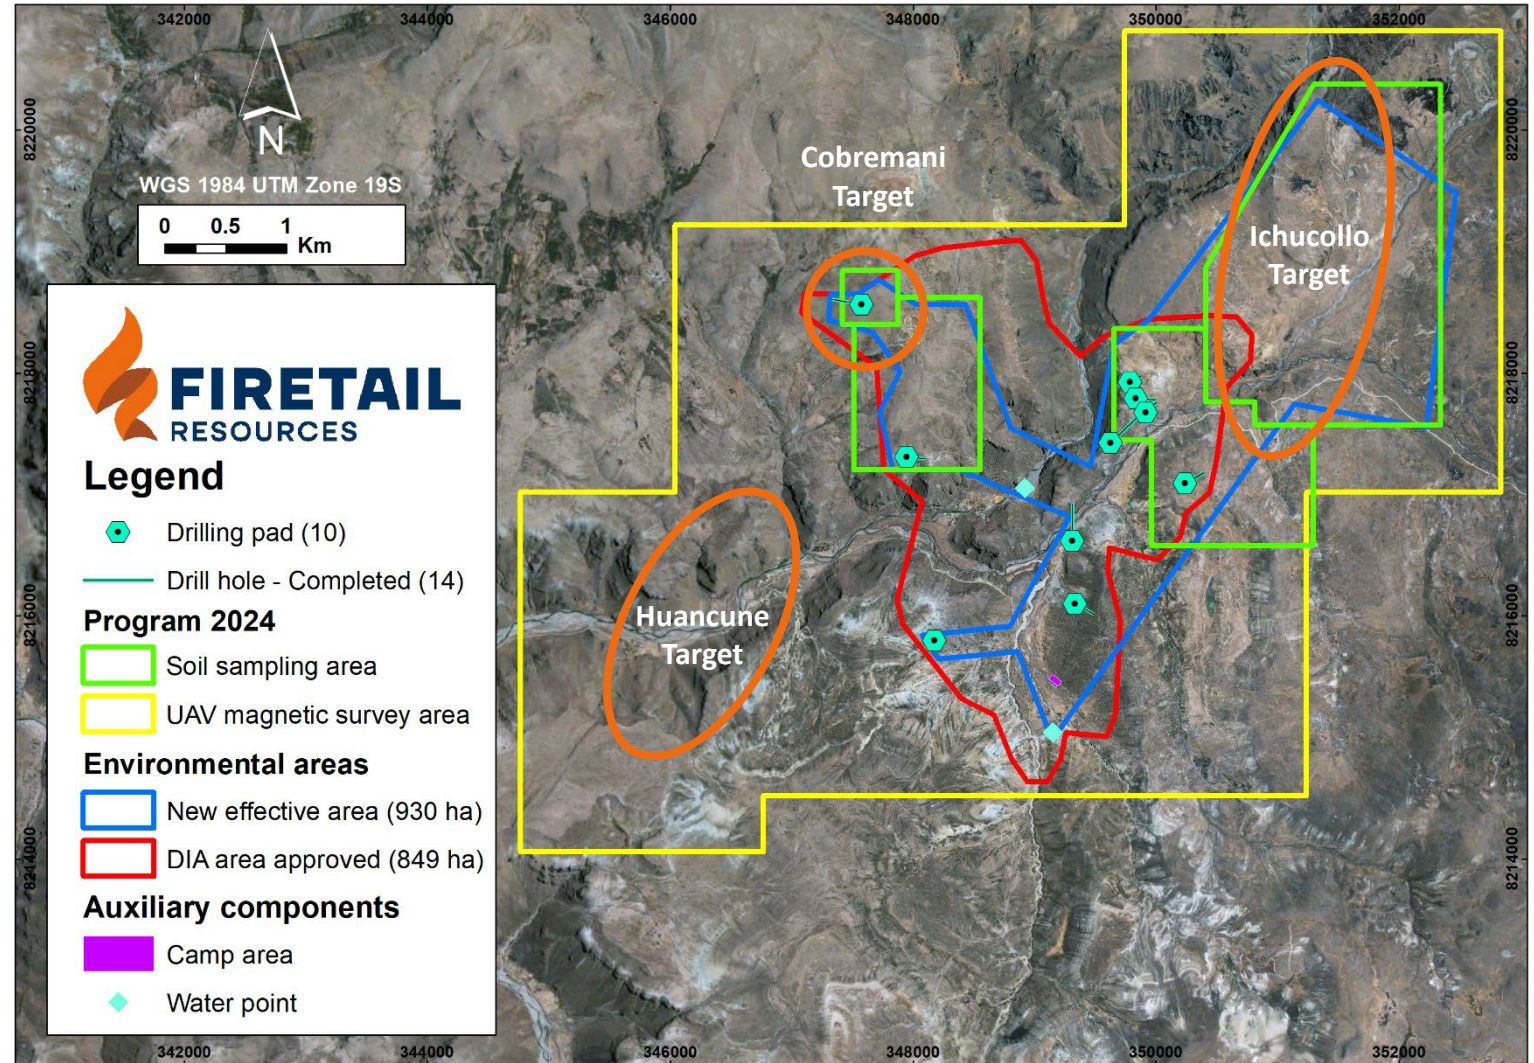 342000 344000 346000 348000 350000 352000
8220000 8220000
N
WGS 1984 UTM Zone 19S
0 0.5 1
Km
Cobremani
Target
Ichucollo
Target
8218000 8218000
FIRETAIL
RESOURCES
Legend
Drilling pad (10)
Drill hole - Completed (14)
Program 2024
Soil sampling area
UAV magnetic survey area
Environmental areas
New effective area (930 ha)
DIA area approved (849 ha)
Auxiliary components
Camp area
Water point
Huancune
Target
8216000 8216000
8214000 8214000
342000 344000 346000 348000 350000 352000